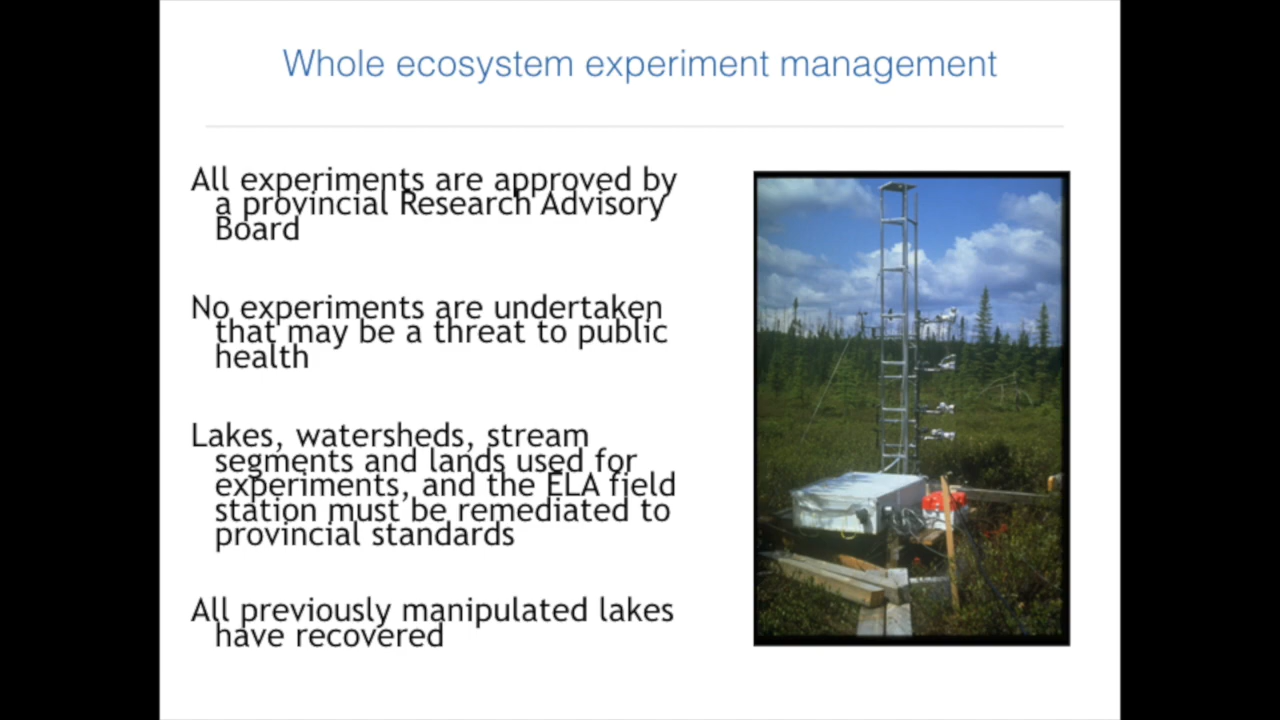 Whole ecosystem experiment management
All experiments are approved by
a provincial Research Advisory
Board
No experiments are undertaken
that may be a threat to public
health
Lakes, watersheds, stream
segments and lands used for
experiments, and the ELA field
station must be remediated to
provincial standards
All previously manipulated lakes
have recovered